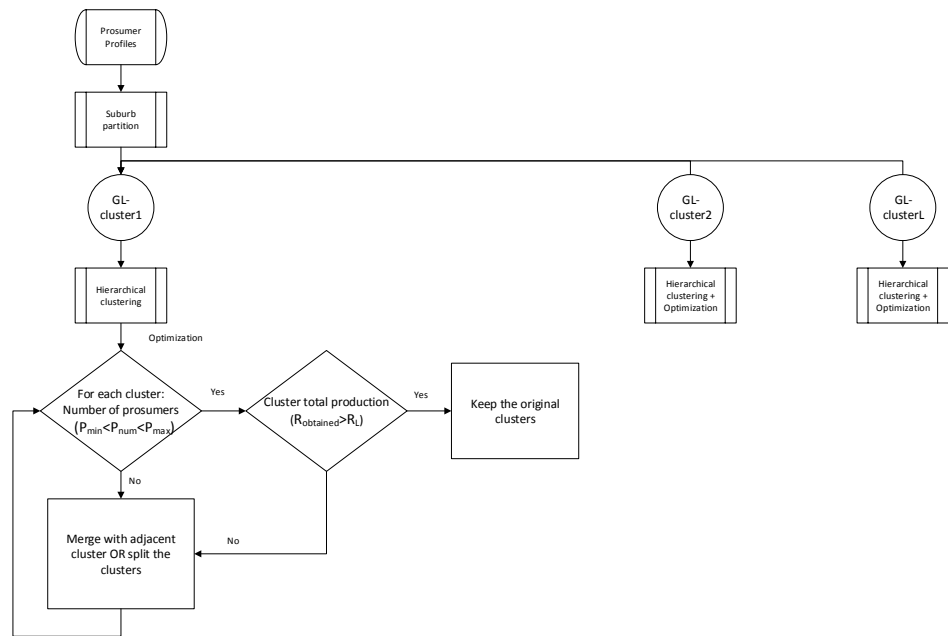 Prosumer
Profiles
Suburb
partition
GL-
cluster1
GL-
cluster2
GL-
clusterL
Hierarchical
clustering
Hierarchical
clustering +
Optimization
Hierarchical
clustering +
Optimization
Optimization
For each cluster:
Number of prosumers
(Pmin<Pnum<Pmax)
Yes
Cluster total production
(Robtained>RL)
Yes
Keep the original
clusters
No
Merge with adjacent
cluster OR split the
clusters
No